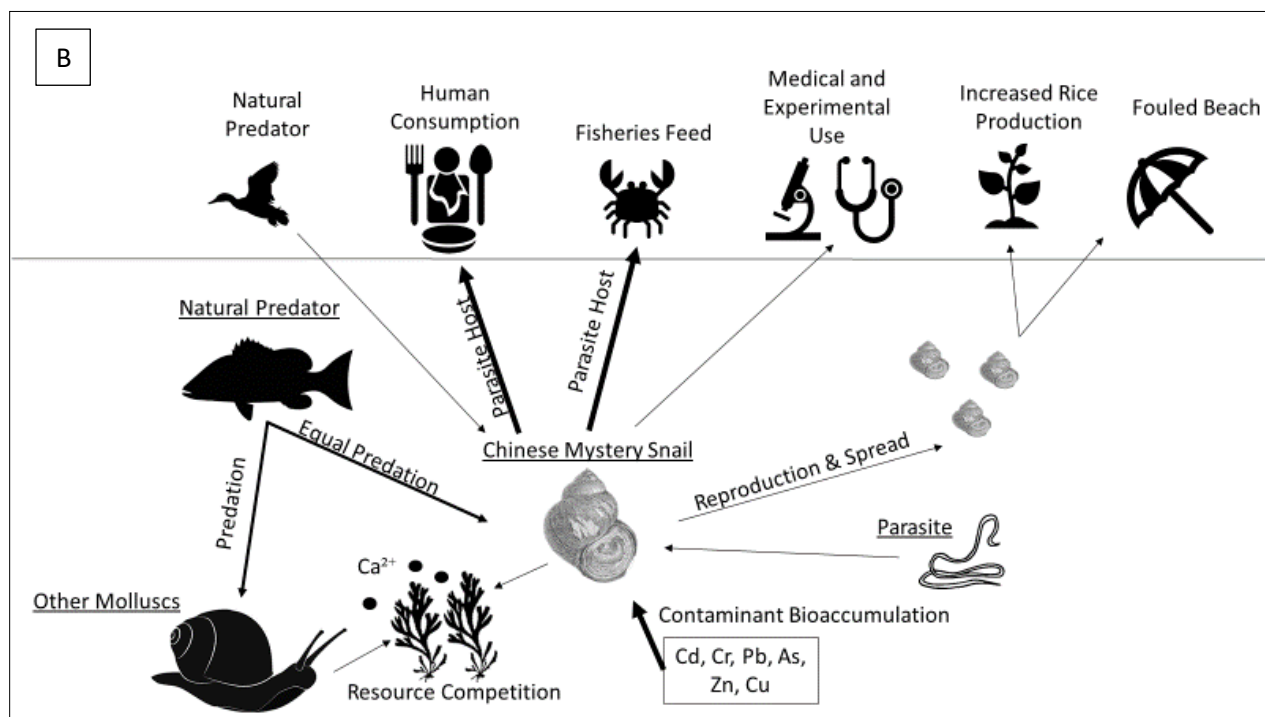 B
Natural
Predator
Human
Consumption
Fisheries Feed
Medical and
Experimental
Use
Increased Rice
Production
Fouled Beach
Natural Predator
Parasite Host
Parasite Host
Equal Predation
Predation
Chinese Mystery Snail
Reproduction & Spread
Parasite
Ca²⁺
Other Molluscs
Contaminant Bioaccumulation
Cd, Cr, Pb, As,
Zn, Cu
Resource Competition